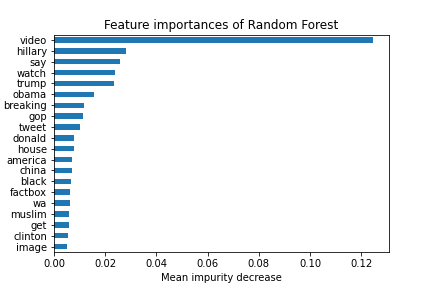 Feature importances of Random Forest
video
hillary
say
watch
trump
obama
breaking
gop
tweet
donald
house
america
china
black
factbox
wa
muslim
get
clinton
image
0.00 0.02 0.04 0.06 0.08 0.10 0.12
Mean impurity decrease